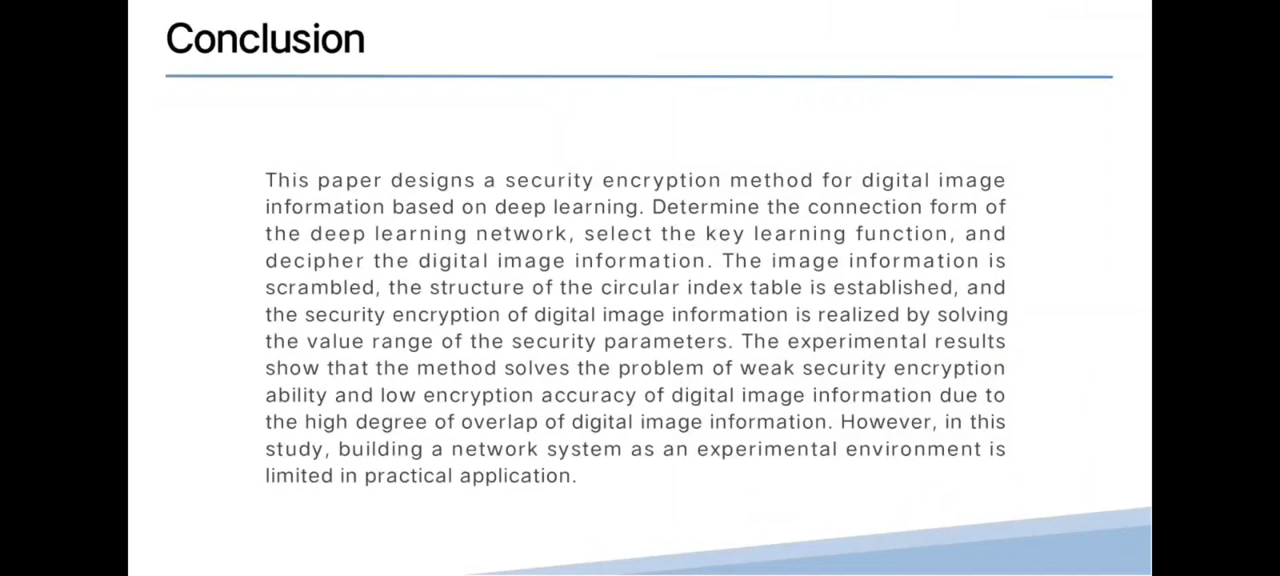 Conclusion
This paper designs a security encryption method for digital image
information based on deep learning. Determine the connection form of
the deep learning network, select the key learning function, and
decipher the digital image information. The image information is
scrambled, the structure of the circular index table is established, and
the security encryption of digital image information is realized by solving
the value range of the security parameters. The experimental results
show that the method solves the problem of weak security encryption
ability and low encryption accuracy of digital image information due to
the high degree of overlap of digital image information. However, in this
study, building a network system as an experimental environment is
limited in practical application.